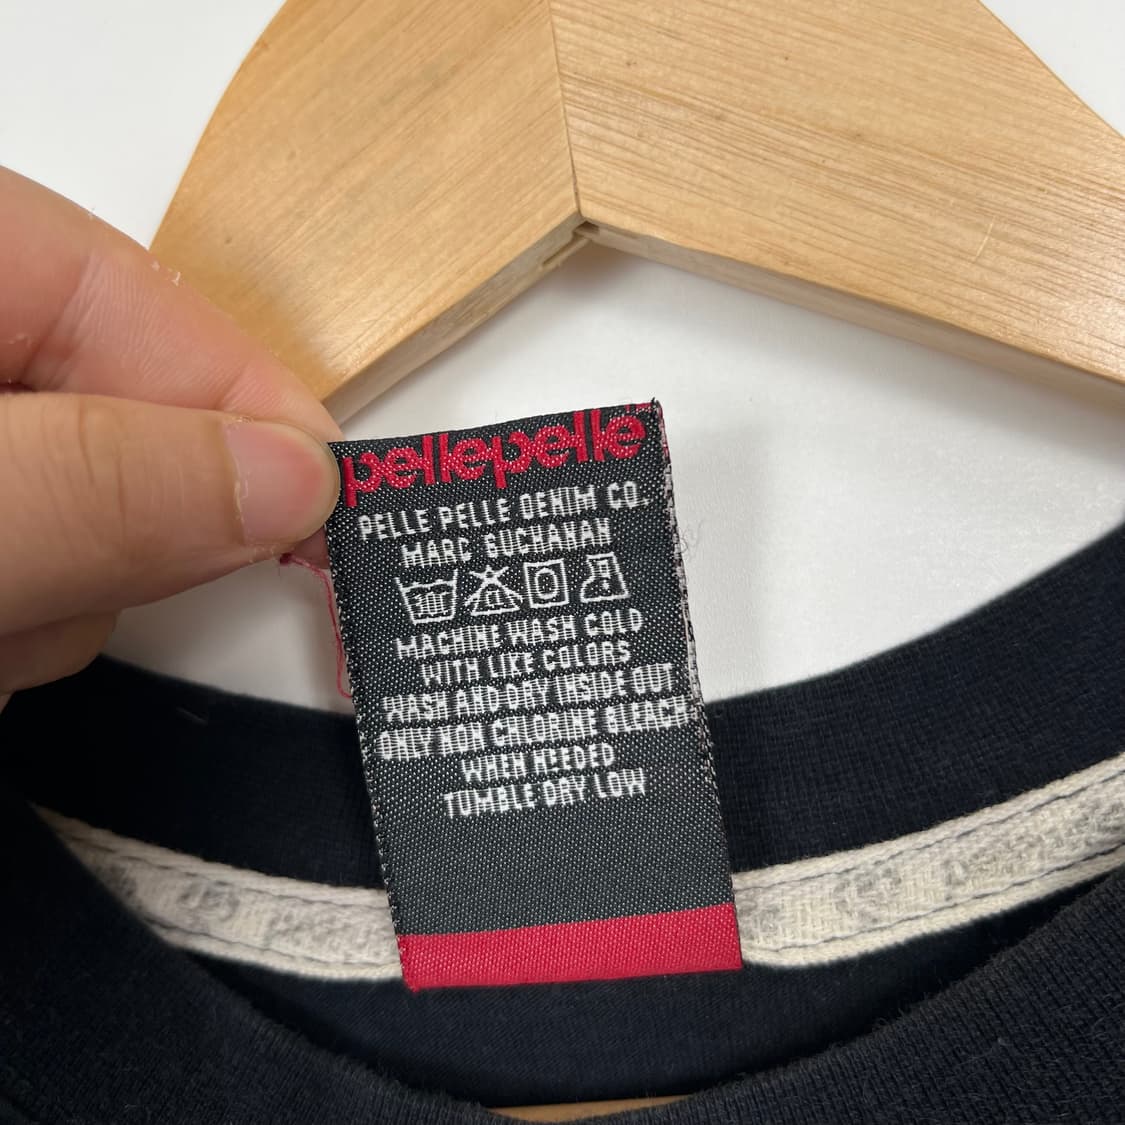 pellepelle
PELLE PELLE DENIM CO.
MARC BUCHANAN
30
MACHINE WASH COLD
WITH LIKE COLORS
WASH AND DRY INSIDE OUT
ONLY NON CHLORINE BLEACH
WHEN NEEDED
TUMBLE DRY LOW